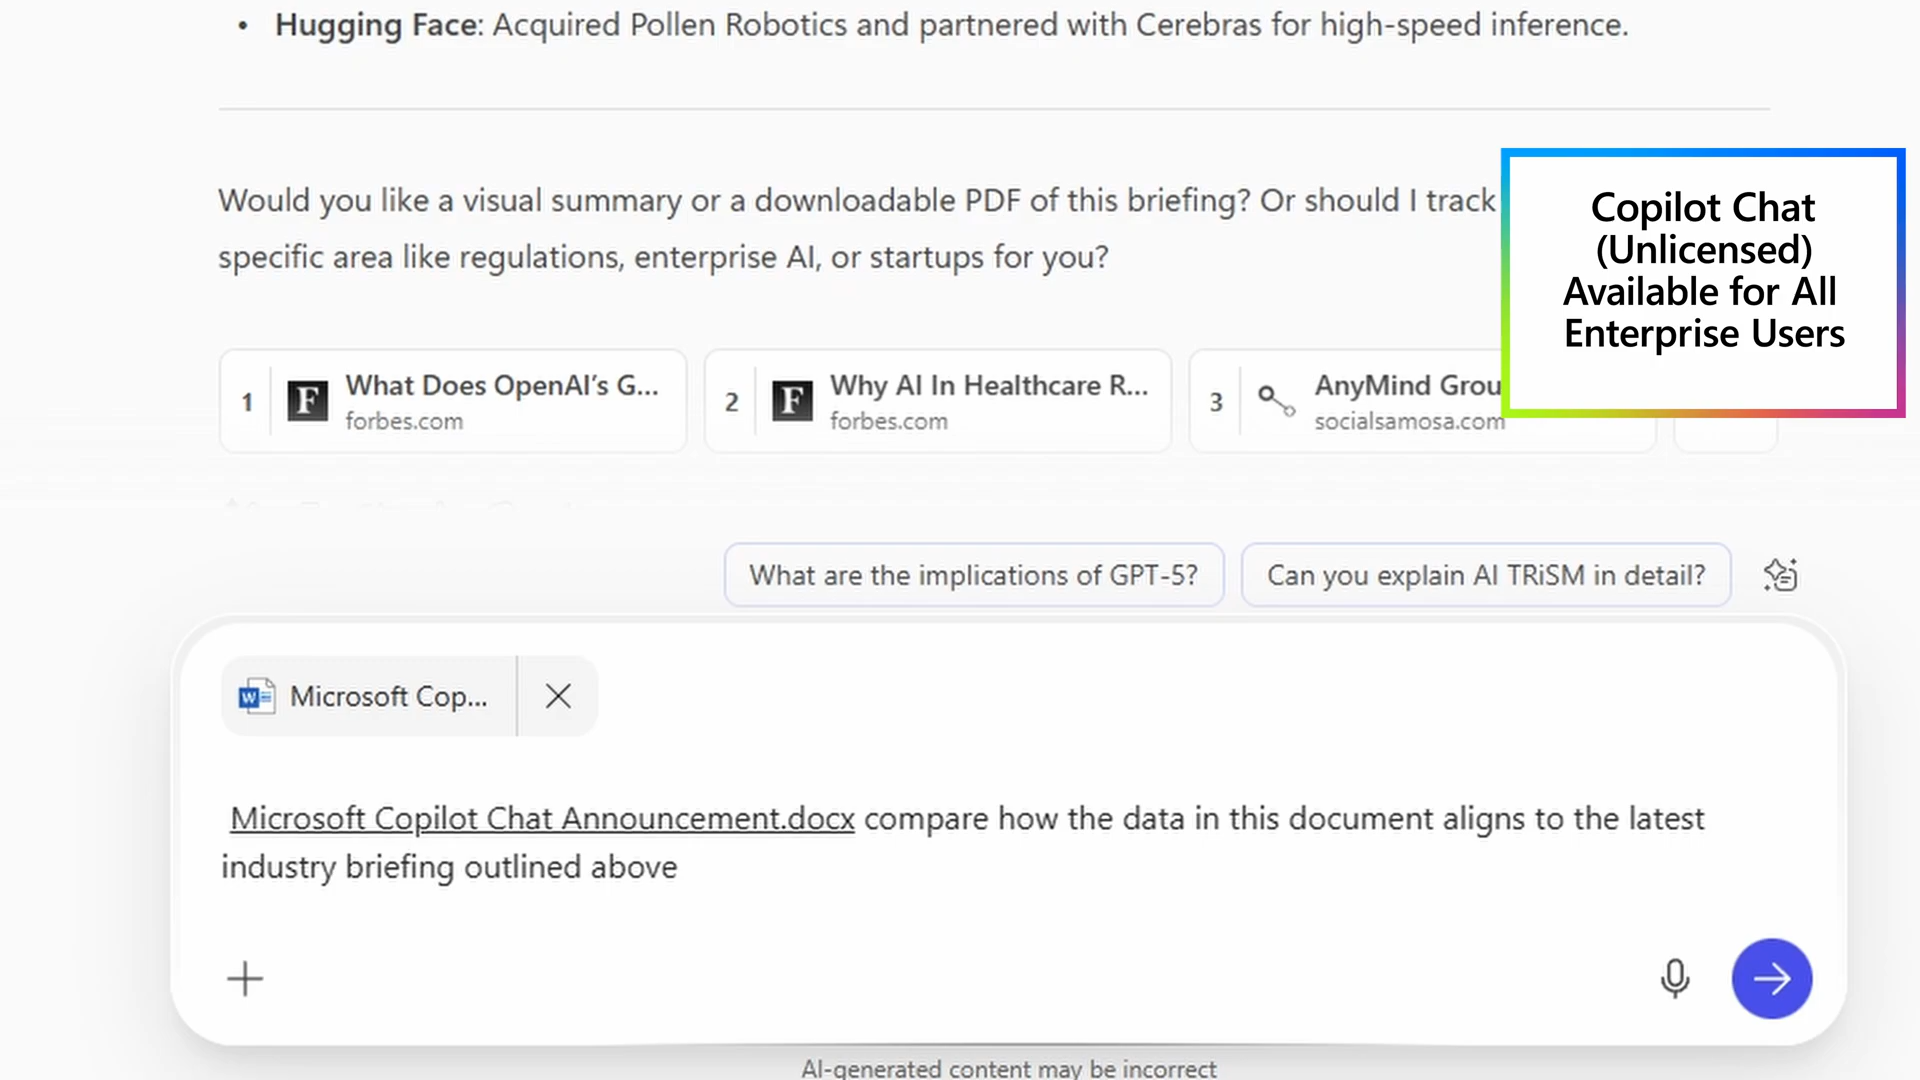 • Hugging Face: Acquired Pollen Robotics and partnered with Cerebras for high-speed inference.
Would you like a visual summary or a downloadable PDF of this briefing? Or should I track
specific area like regulations, enterprise AI, or startups for you?
Copilot Chat
(Unlicensed)
Available for All
Enterprise Users
1
What Does OpenAI's G...
forbes.com
2
Why AI In Healthcare R...
forbes.com
3
AnyMind Grou
socialsamosa.com
What are the implications of GPT-5?
Can you explain AI TRiSM in detail?
Microsoft Cop...
Microsoft Copilot Chat Announcement.docx compare how the data in this document aligns to the latest
industry briefing outlined above
AI-generated content may be incorrect